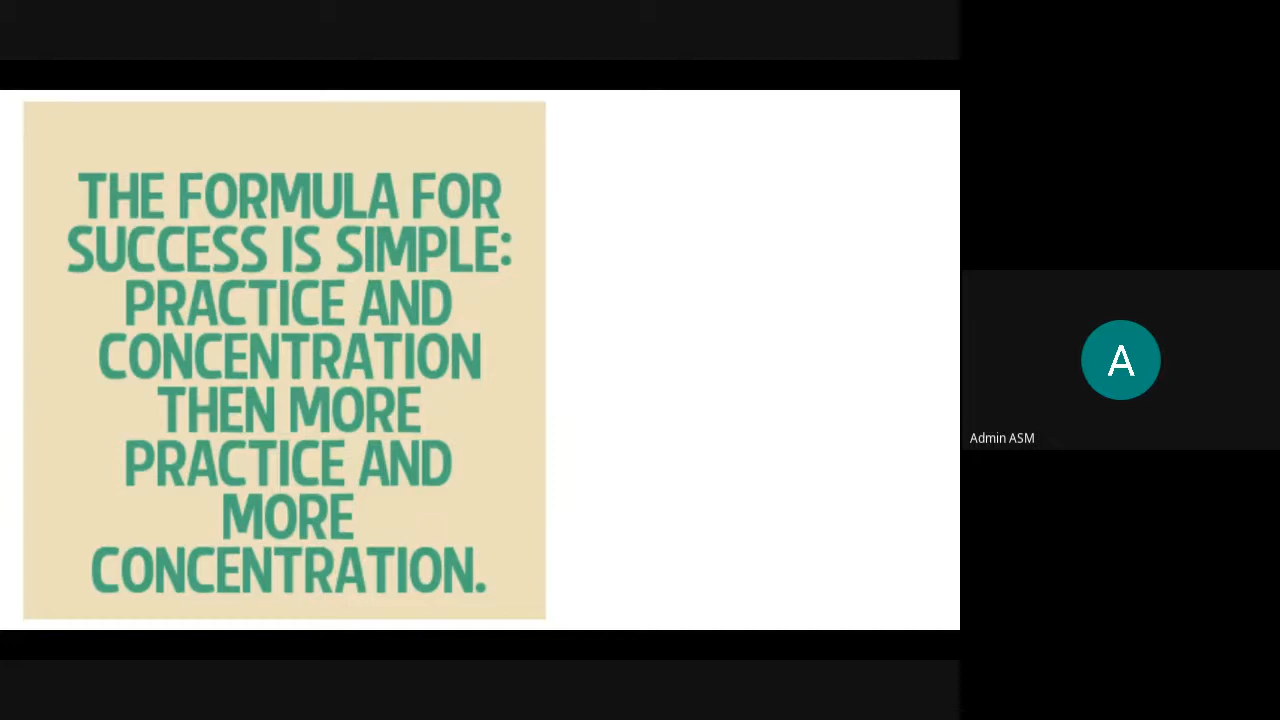 THE FORMULA FOR
SUCCESS IS SIMPLE:
PRACTICE AND
CONCENTRATION
THEN MORE
PRACTICE AND
MORE
CONCENTRATION.
A
Admin ASM